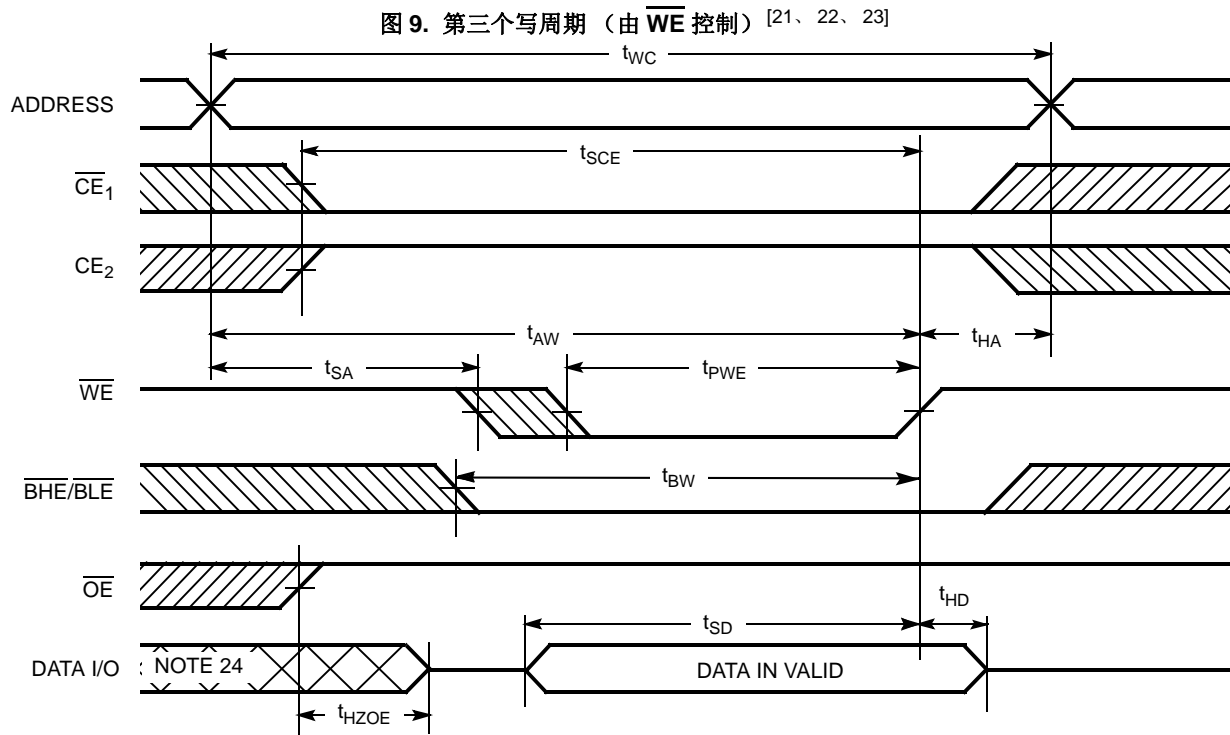 图 9. 第三个写周期 （由 WE 控制） [21、 22、 23]
tWC
ADDRESS
tSCE
CE1
CE2
tAW
tHA
tSA
tPWE
WE
tBW
BHE/BLE
OE
tHD
tSD
DATA I/O
NOTE 24
DATA IN VALID
tHZOE